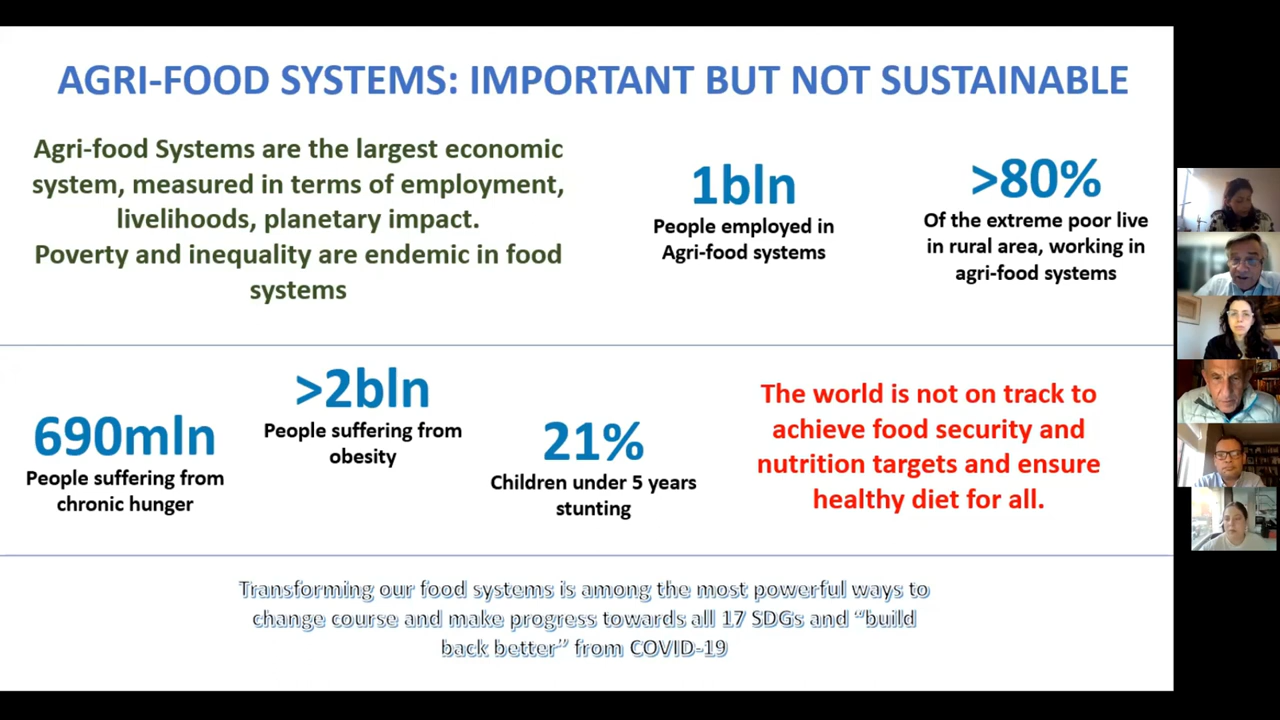 AGRI-FOOD SYSTEMS: IMPORTANT BUT NOT SUSTAINABLE
Agri-food Systems are the largest economic
system, measured in terms of employment,
livelihoods, planetary impact.
Poverty and inequality are endemic in food
systems
1bln
People employed in
Agri-food systems
>80%
Of the extreme poor live
in rural area, working in
agri-food systems
690mln
People suffering from
chronic hunger
>2bln
People suffering from
obesity
21%
Children under 5 years
stunting
The world is not on track to
achieve food security and
nutrition targets and ensure
healthy diet for all.
Transforming our food systems is among the most powerful ways to
change course and make progress towards all 17 SDGs and “build
back better” from COVID-19